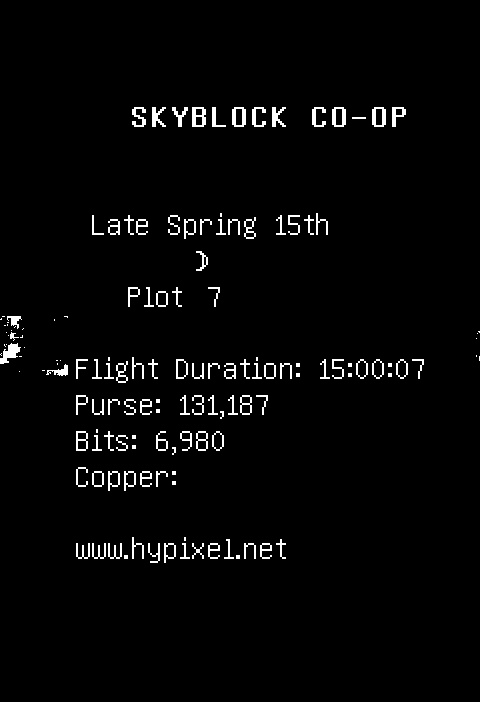 SKYBLOCK CO-OP
Late Spring 15th
Plot 7
Flight Duration: 15:00:07
Purse: 131,187
Bits: 6,980
Copper:
www.hypixel.net